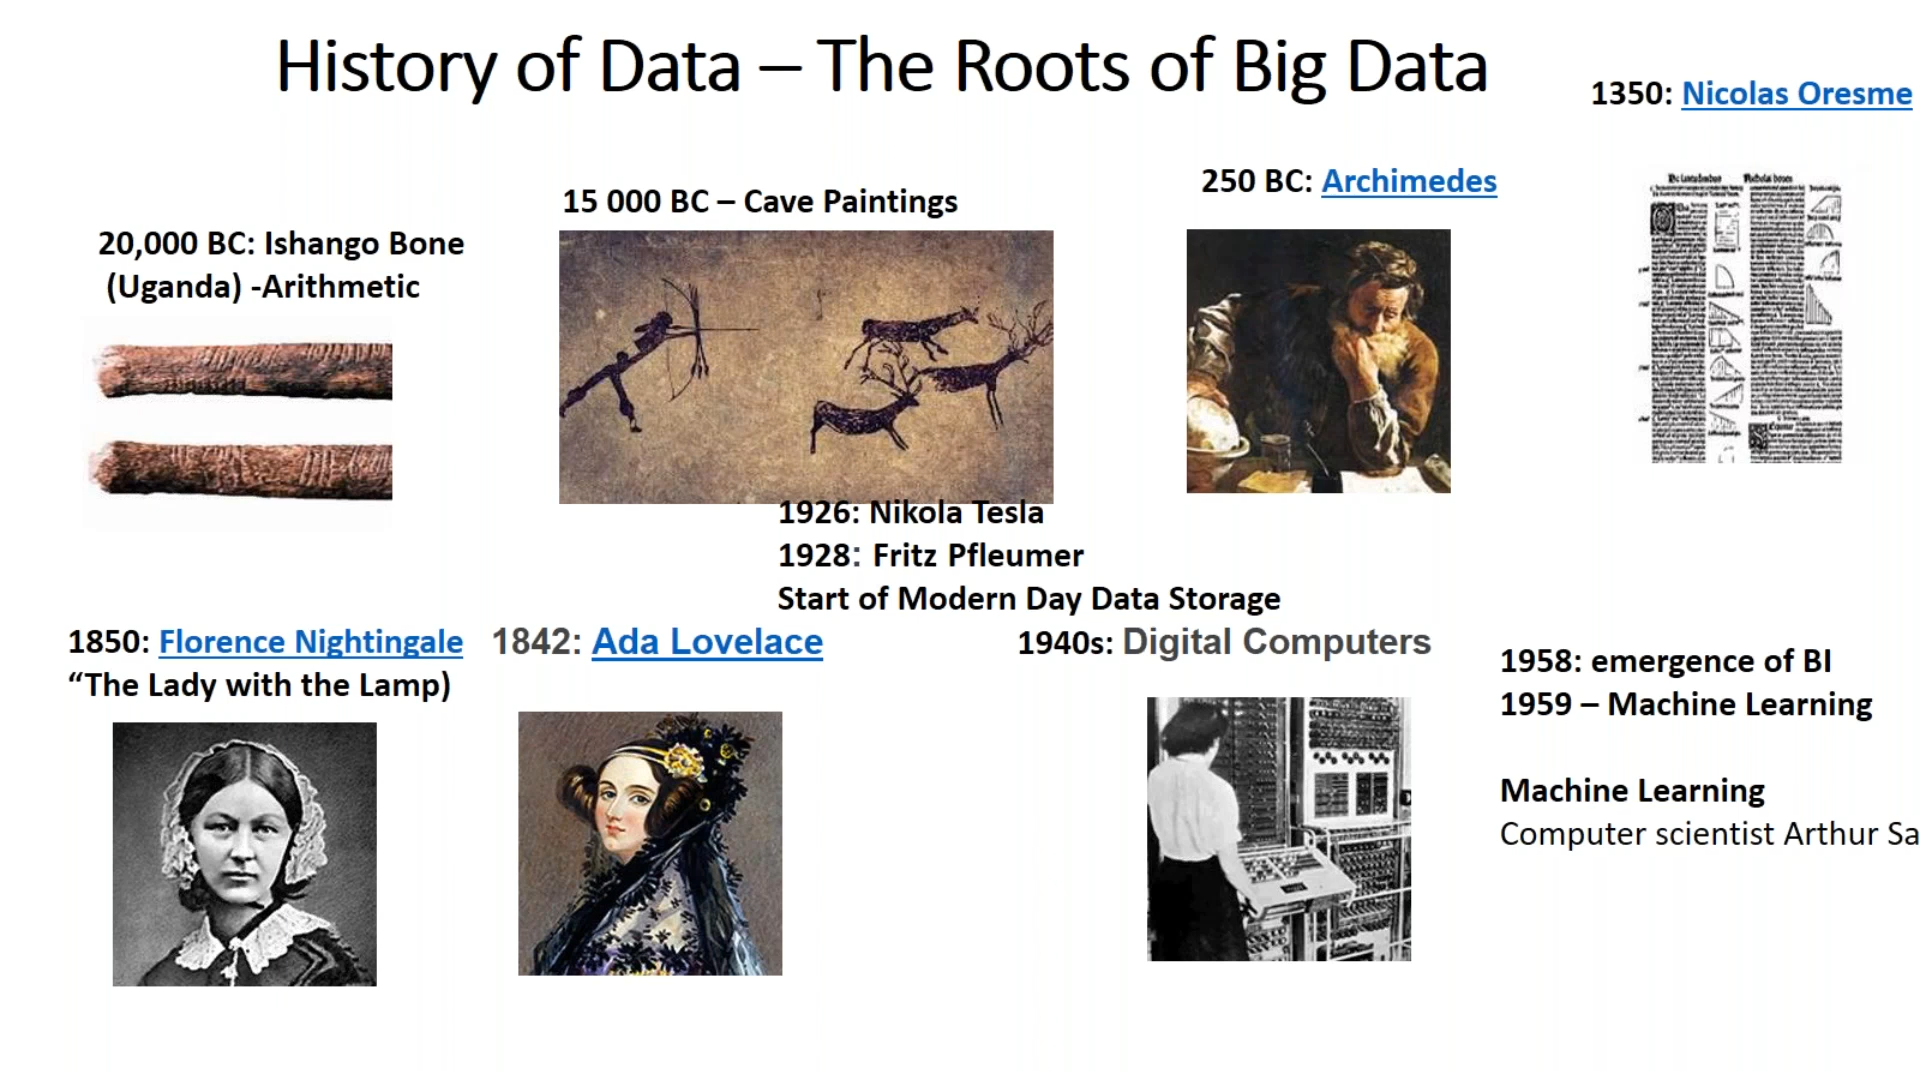 History of Data – The Roots of Big Data
1350: Nicolas Oresme
250 BC: Archimedes
15 000 BC – Cave Paintings
20,000 BC: Ishango Bone
(Uganda) -Arithmetic
1926: Nikola Tesla
1928: Fritz Pfleumer
Start of Modern Day Data Storage
1850: Florence Nightingale
“The Lady with the Lamp)
1842: Ada Lovelace
1940s: Digital Computers
1958: emergence of BI
1959 – Machine Learning
Machine Learning
Computer scientist Arthur Sa